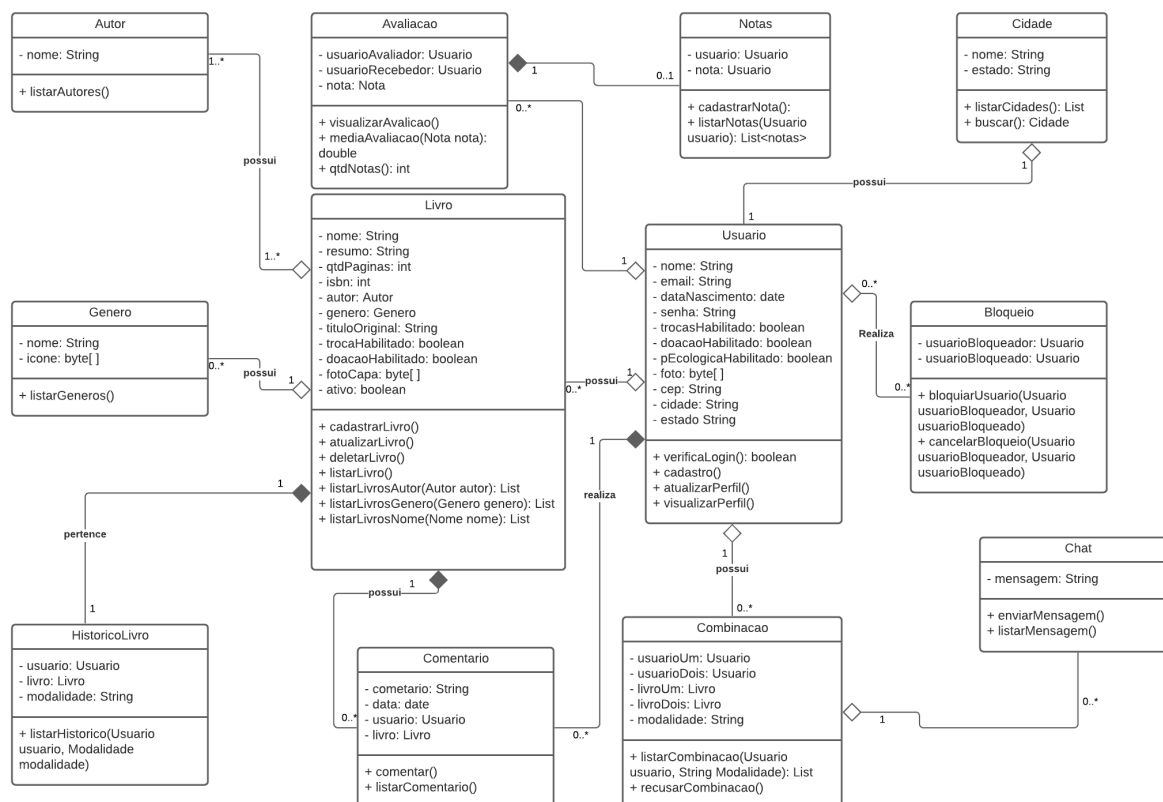 Autor
- nome: String
+ listarAutores()
1..*
possui
1..*
Avaliacao
- usuarioAvaliador: Usuario
- usuarioRecebedor: Usuario
- nota: Nota
+ visualizarAvalicao()
+ mediaAvaliacao(Nota nota):
double
+ qtdNotas(): int
1
0..1
0..*
1
Notas
- usuario: Usuario
- nota: Usuario
+ cadastrarNota():
+ listarNotas(Usuario
usuario): List<notas>
Cidade
- nome: String
- estado: String
+ listarCidades(): List
+ buscar(): Cidade
1
possui
1
Livro
- nome: String
- resumo: String
- qtdPaginas: int
- isbn: int
- autor: Autor
- genero: Genero
- tituloOriginal: String
- trocaHabilitado: boolean
- doacaoHabilitado: boolean
- fotoCapa: byte[ ]
- ativo: boolean
+ cadastrarLivro()
+ atualizarLivro()
+ deletarLivro()
+ listarLivro()
+ listarLivrosAutor(Autor autor): List
+ listarLivrosGenero(Genero genero): List
+ listarLivrosNome(Nome nome): List
Usuario
- nome: String
- email: String
- dataNascimento: date
- senha: String
- trocasHabilitado: boolean
- doacaoHabilitado: boolean
- pEcologicaHabilitado: boolean
- foto: byte[ ]
- cep: String
- cidade: String
- estado String
+ verificaLogin(): boolean
+ cadastro()
+ atualizarPerfil()
+ visualizarPerfil()
0..*
Realiza
0..*
Bloqueio
- usuarioBloqueador: Usuario
- usuarioBloqueado: Usuario
+ bloquiarUsuario(Usuario
usuarioBloqueador, Usuario
usuarioBloqueado)
+ cancelarBloqueio(Usuario
usuarioBloqueador, Usuario
usuarioBloqueado)
Genero
- nome: String
- icone: byte[ ]
+ listarGeneros()
0..*
possui
1
0..*
possui
1
1
realiza
0..*
1
pertence
1
HistoricoLivro
- usuario: Usuario
- livro: Livro
- modalidade: String
+ listarHistorico(Usuario
usuario, Modalidade
modalidade)
1
possui
0..*
Comentario
- cometario: String
- data: date
- usuario: Usuario
- livro: Livro
+ comentar()
+ listarComentario()
1
possui
0..*
Combinacao
- usuarioUm: Usuario
- usuarioDois: Usuario
- livroUm: Livro
- livroDois: Livro
- modalidade: String
+ listarCombinacao(Usuario
usuario, String Modalidade): List
+ recusarCombinacao()
Chat
- mensagem: String
+ enviarMensagem()
+ listarMensagem()
0..*
1